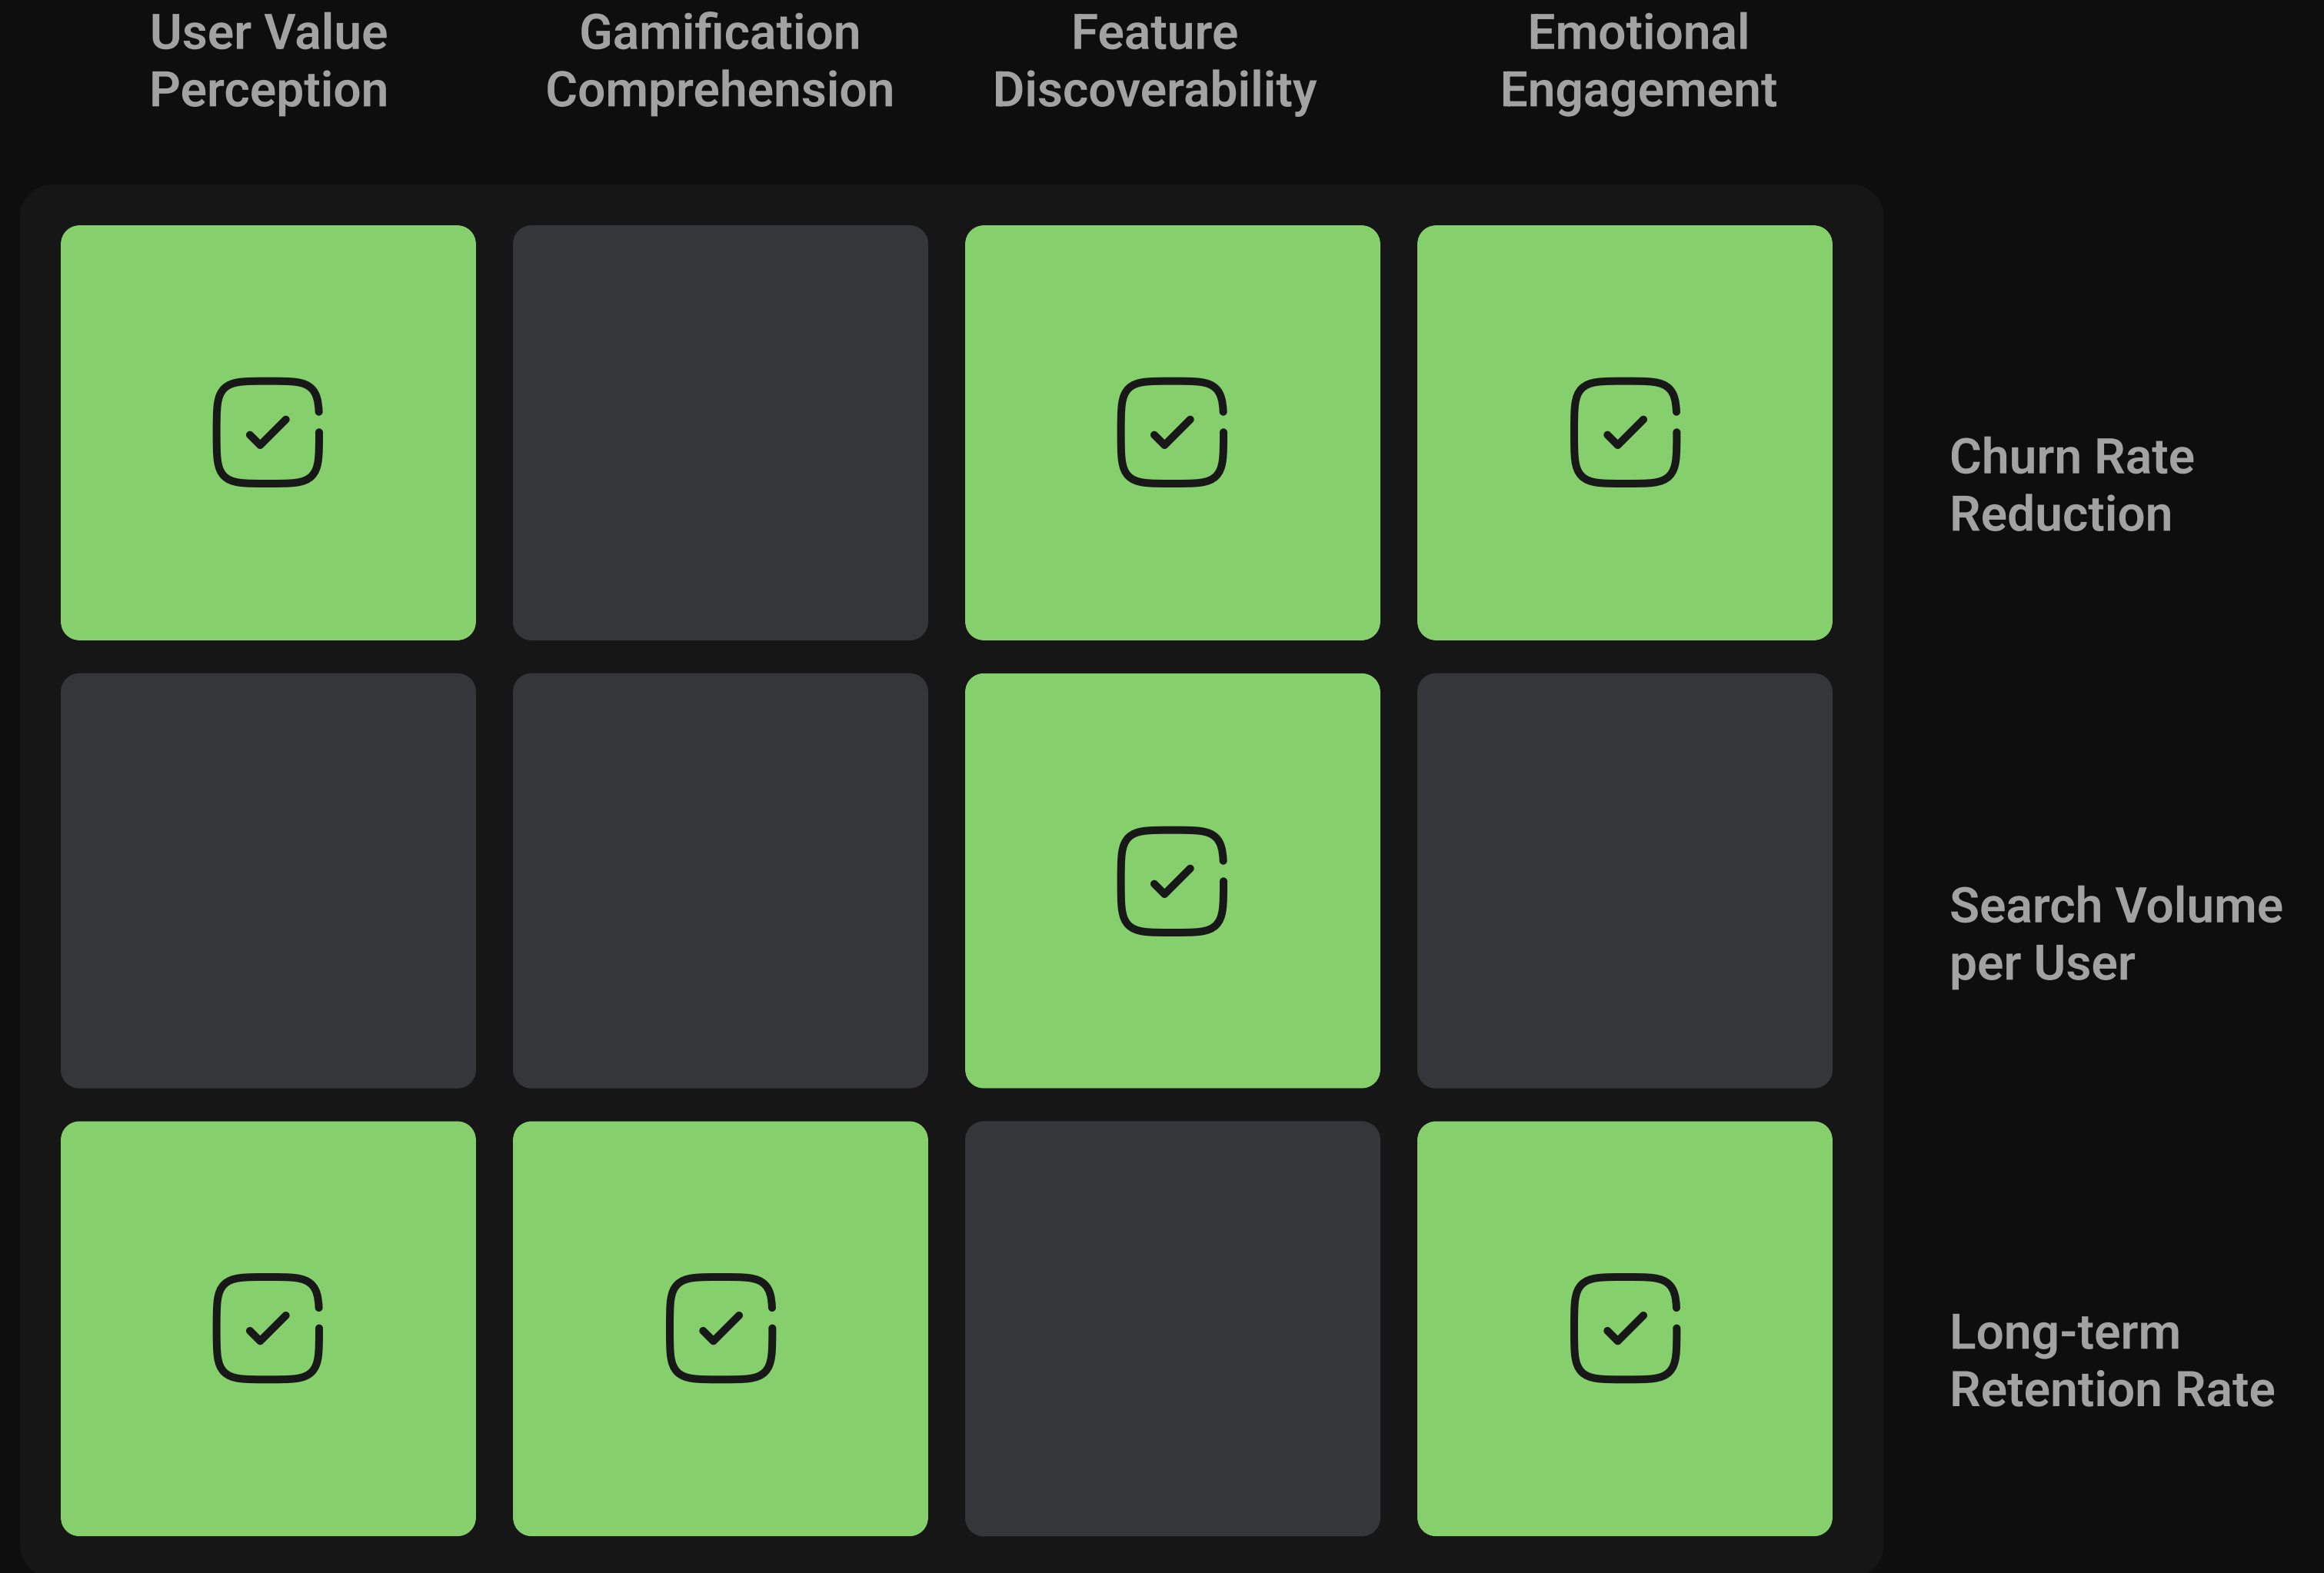 User Value
Perception
Gamification
Comprehension
Feature
Discoverability
Emotional
Engagement
Churn Rate
Reduction
Search Volume
per User
Long-term
Retention Rate